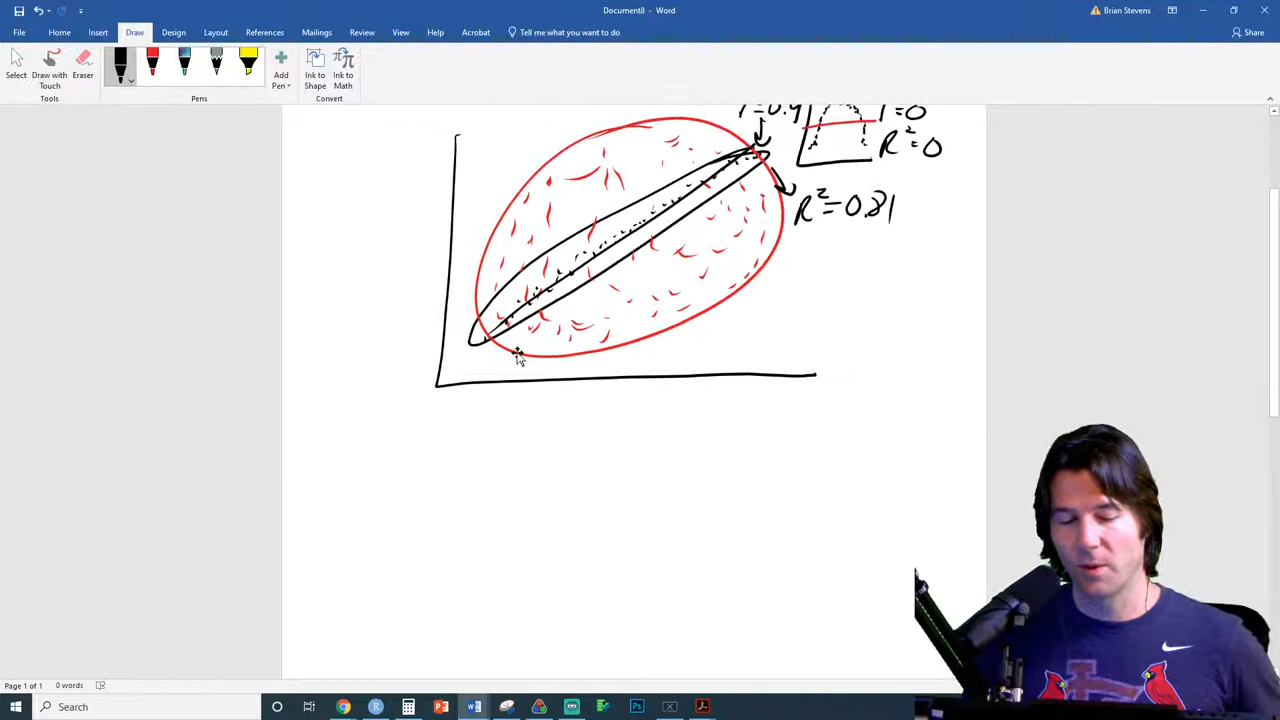 Document8 - Word
Brian Stevens
File Home Insert Draw Design Layout References Mailings Review View Help Acrobat Tell me what you want to do Share
Select Draw with Touch Eraser Add Pen Ink to Shape Ink to Math
Tools Pens Convert
r=0.9
r=0
R²=0
R²=0.81
Page 1 of 1 0 words
Search